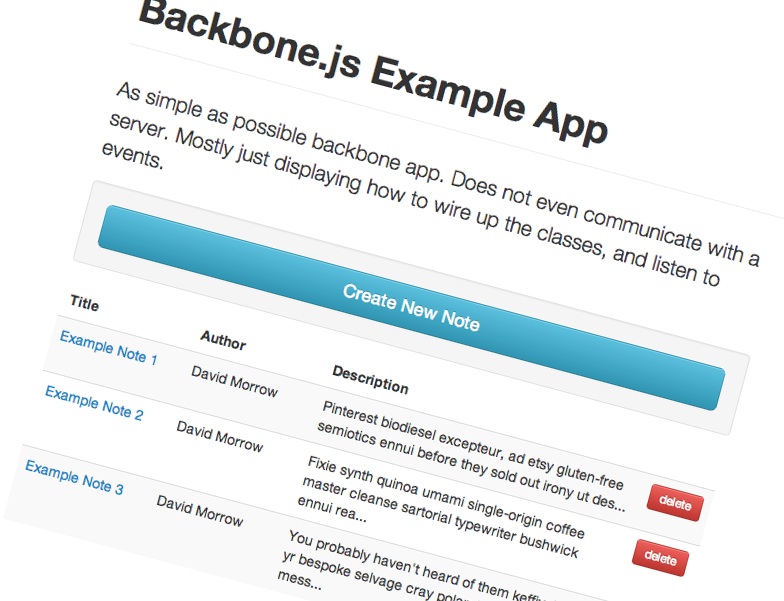 Backbone.js Example App
As simple as possible backbone app. Does not even communicate with a
server. Mostly just displaying how to wire up the classes, and listen to
events.
Create New Note
Title Author Description
Example Note 1 David Morrow Pinterest biodiesel excepteur, ad etsy gluten-free
semiotics ennui before they sold out irony ut des... delete
Example Note 2 David Morrow Fixie synth quinoa umami single-origin coffee
master cleanse sartorial typewriter bushwick delete
ennui rea...
Example Note 3 David Morrow You probably haven't heard of them
yr bespoke selvage cray
mess...